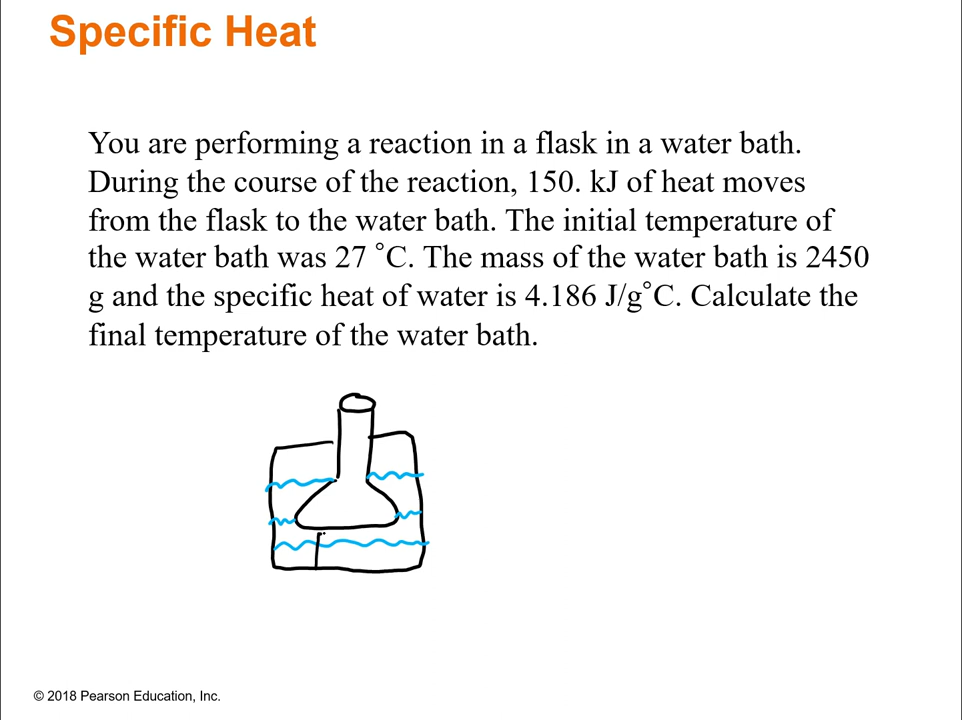 Specific Heat
You are performing a reaction in a flask in a water bath.
During the course of the reaction, 150. kJ of heat moves
from the flask to the water bath. The initial temperature of
the water bath was 27 ˚C. The mass of the water bath is 2450
g and the specific heat of water is 4.186 J/g˚C. Calculate the
final temperature of the water bath.
© 2018 Pearson Education, Inc.